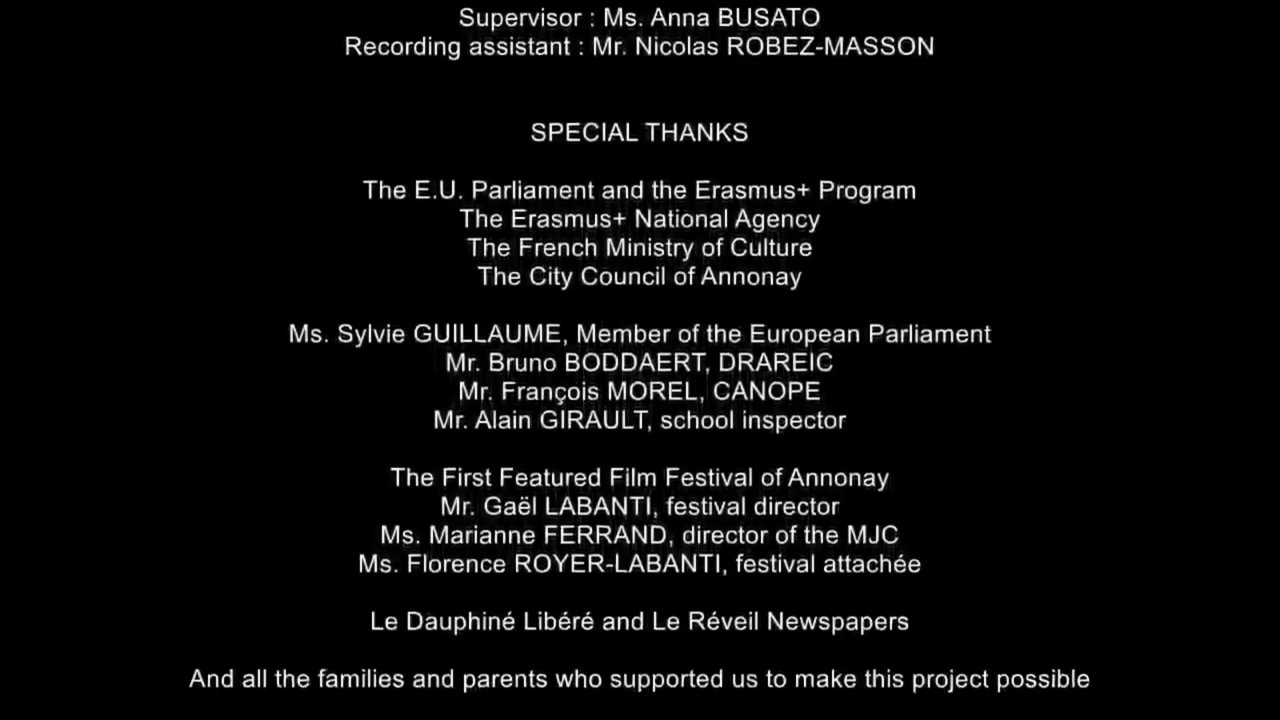 Supervisor : Ms. Anna BUSATO
Recording assistant : Mr. Nicolas ROBEZ-MASSON
SPECIAL THANKS
The E.U. Parliament and the Erasmus+ Program
The Erasmus+ National Agency
The French Ministry of Culture
The City Council of Annonay
Ms. Sylvie GUILLAUME, Member of the European Parliament
Mr. Bruno BODDAERT, DRAREIC
Mr. François MOREL, CANOPE
Mr. Alain GIRAULT, school inspector
The First Featured Film Festival of Annonay
Mr. Gaël LABANTI, festival director
Ms. Marianne FERRAND, director of the MJC
Ms. Florence ROYER-LABANTI, festival attachée
Le Dauphiné Libéré and Le Réveil Newspapers
And all the families and parents who supported us to make this project possible